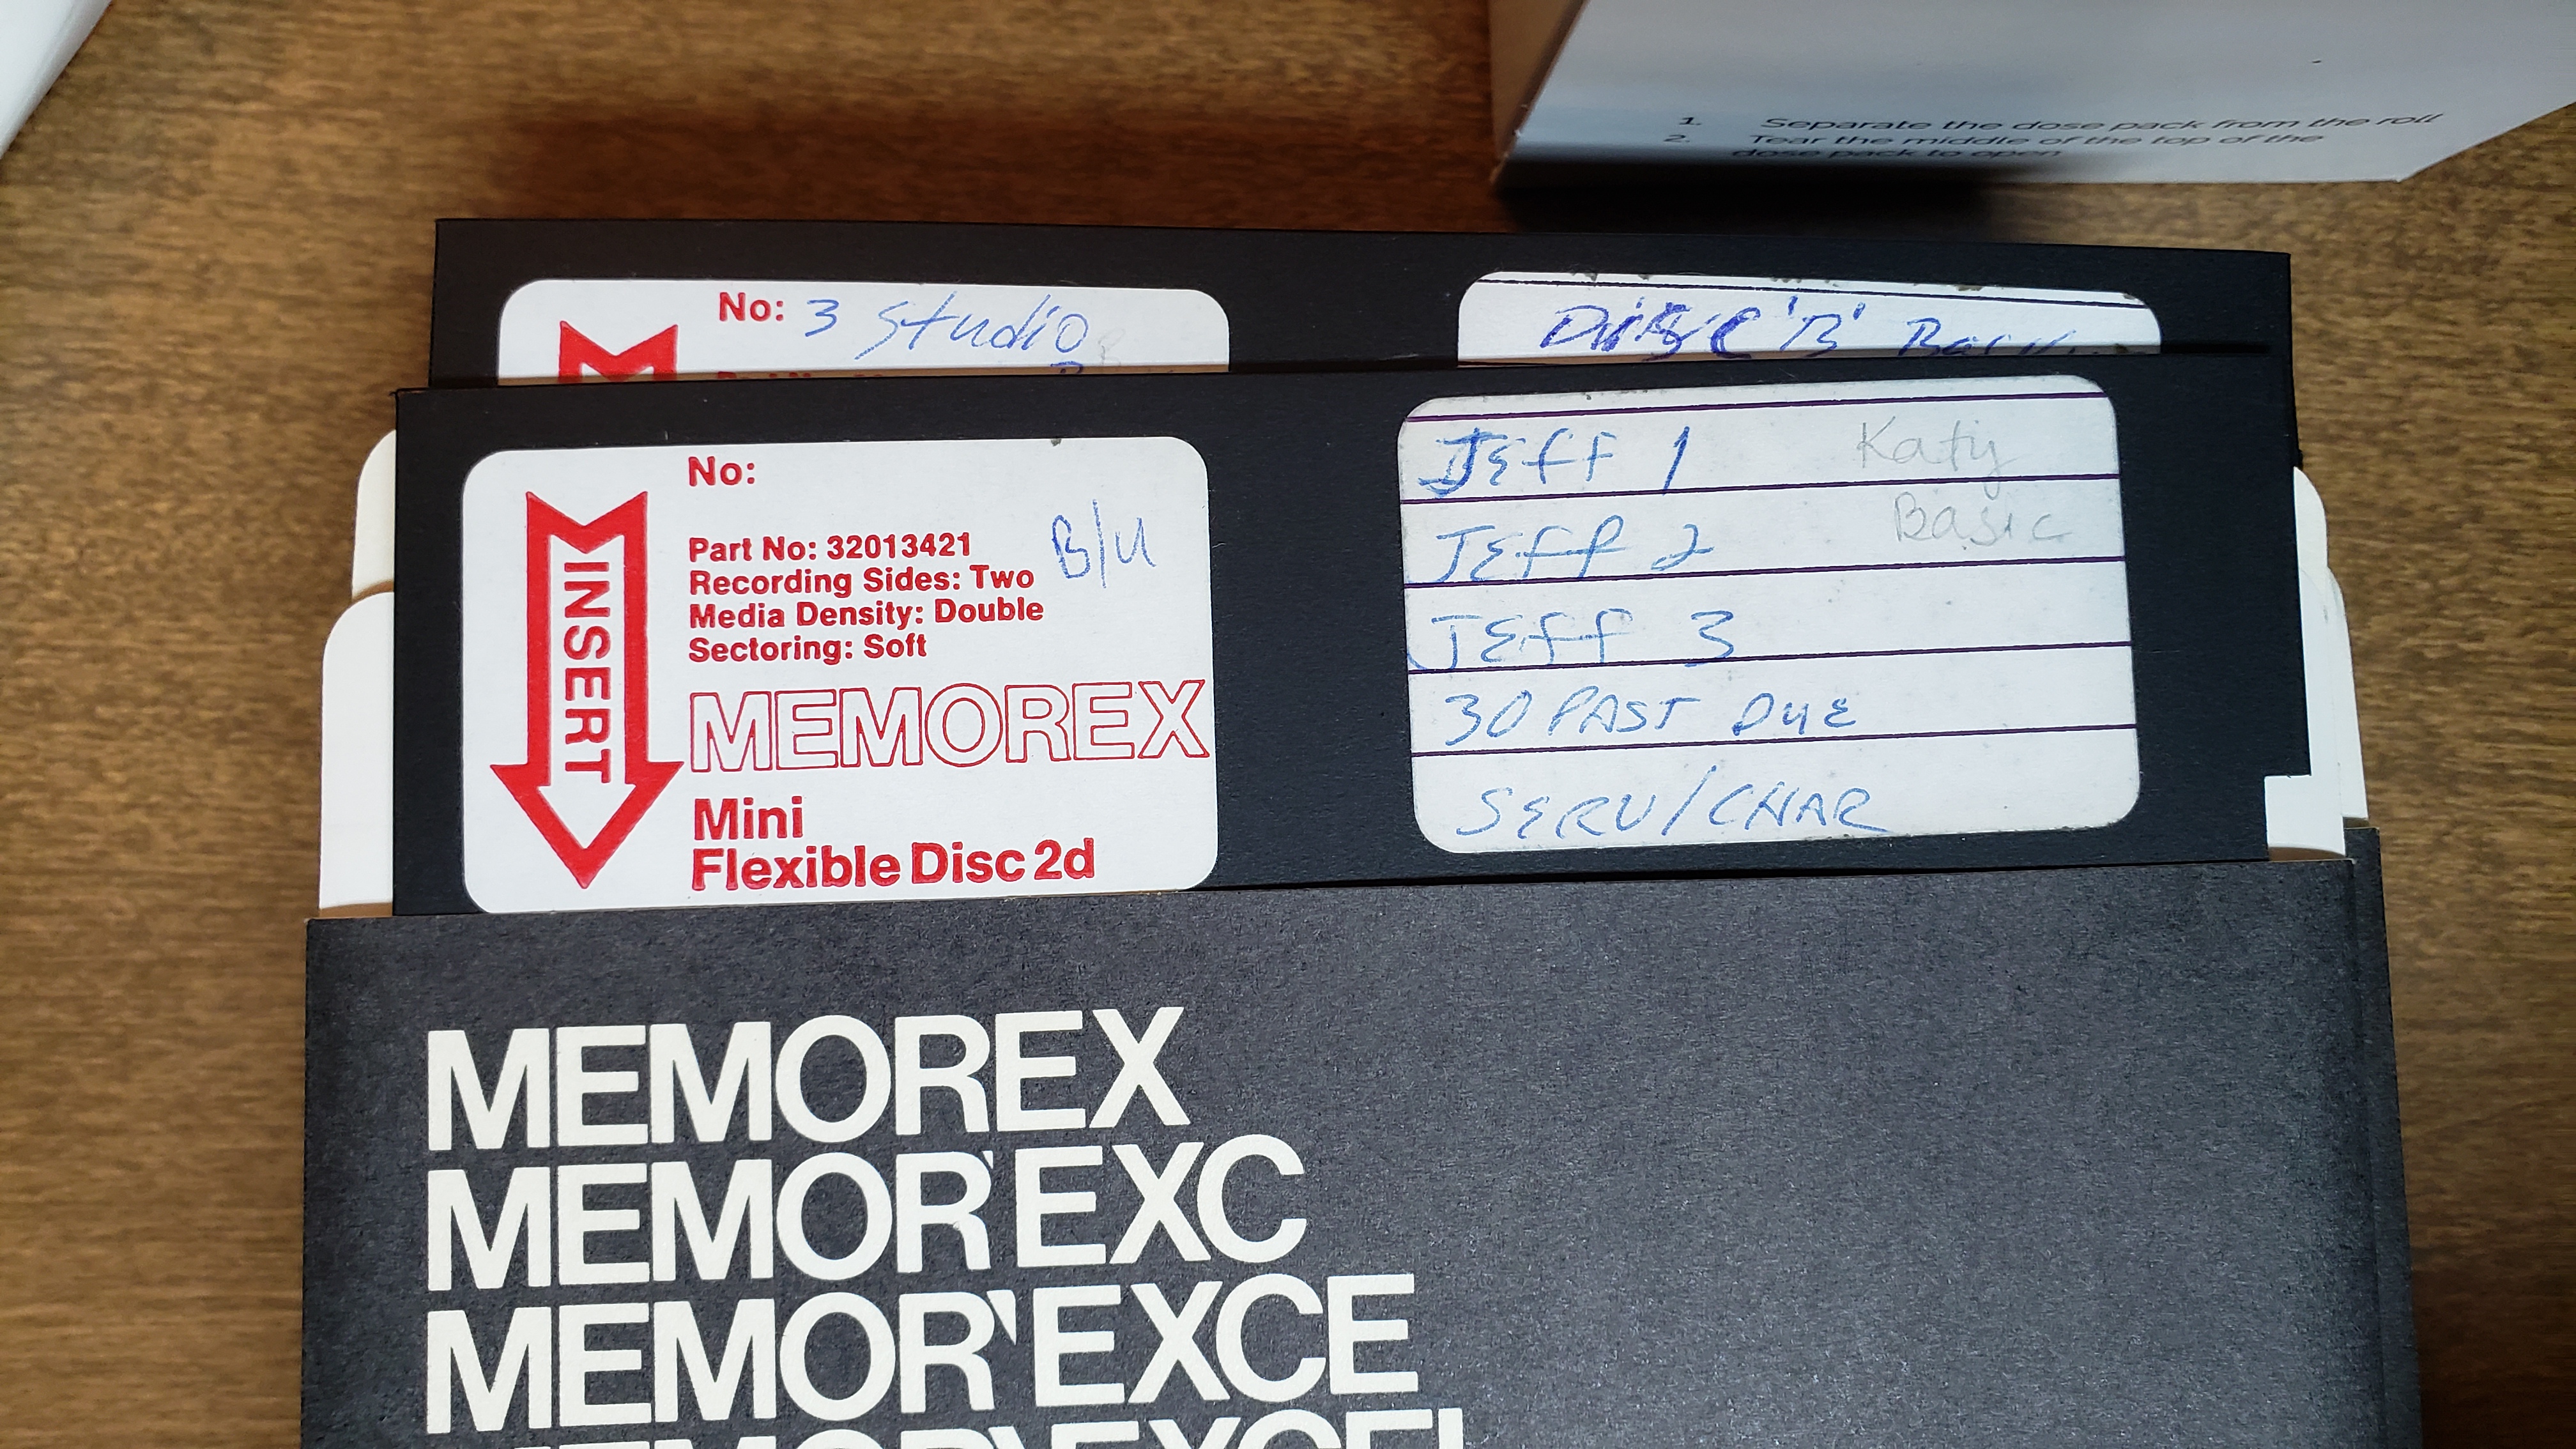 1. Separate the dose pack from the roll
2. Tear the middle of the top of the
dose pack to open
No: 3 Studio
DISC 'B'
No:
Part No: 32013421
Recording Sides: Two
Media Density: Double
Sectoring: Soft
B/U
INSERT
MEMOREX
Mini
Flexible Disc 2d
JEff 1 Katy
JEff 2 Basic
JEff 3
30 PAST DUE
SERV/CHAR
MEMOREX
MEMOR'EXC
MEMOR'EXCE